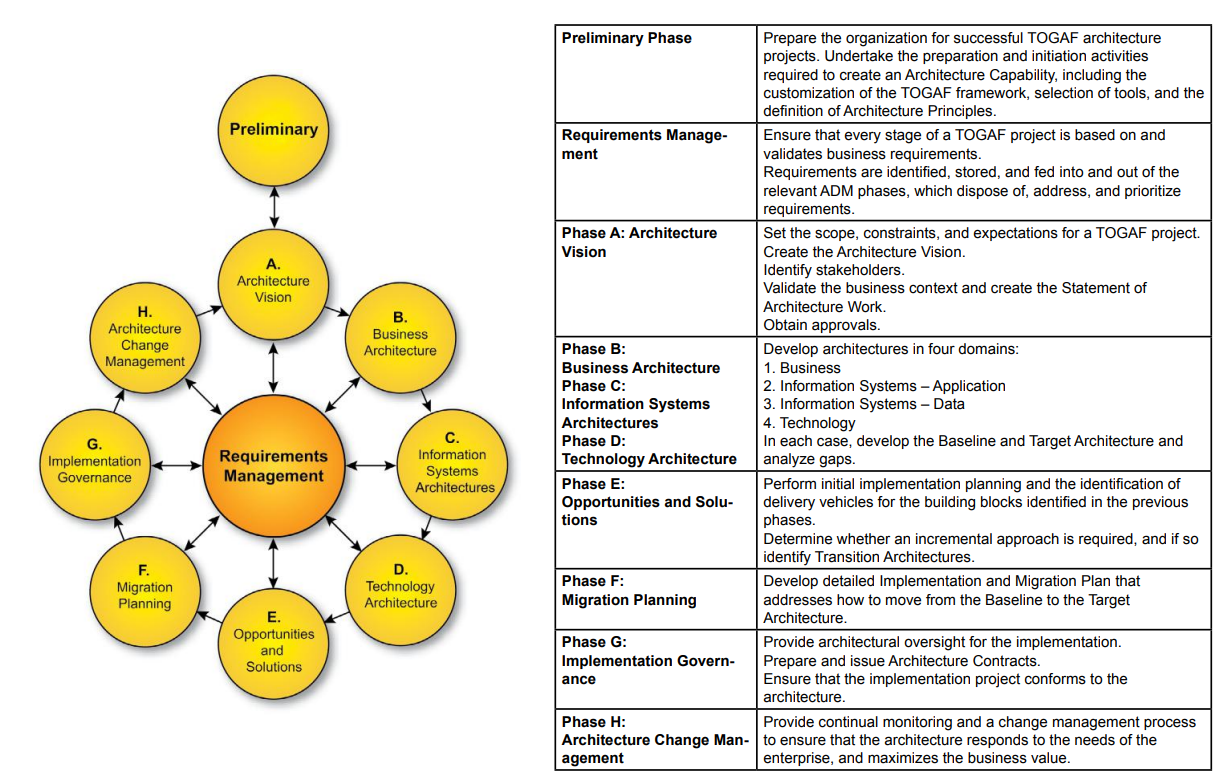 Preliminary
A.
Architecture
Vision
B.
Business
Architecture
C.
Information
Systems
Architectures
D.
Technology
Architecture
E.
Opportunities
and
Solutions
F.
Migration
Planning
G.
Implementation
Governance
H.
Architecture
Change
Management
Requirements
Management
Preliminary Phase
Prepare the organization for successful TOGAF architecture
projects. Undertake the preparation and initiation activities
required to create an Architecture Capability, including the
customization of the TOGAF framework, selection of tools, and the
definition of Architecture Principles.
Requirements Manage-
ment
Ensure that every stage of a TOGAF project is based on and
validates business requirements.
Requirements are identified, stored, and fed into and out of the
relevant ADM phases, which dispose of, address, and prioritize
requirements.
Phase A: Architecture
Vision
Set the scope, constraints, and expectations for a TOGAF project.
Create the Architecture Vision.
Identify stakeholders.
Validate the business context and create the Statement of
Architecture Work.
Obtain approvals.
Phase B:
Business Architecture
Phase C:
Information Systems
Architectures
Phase D:
Technology Architecture
Develop architectures in four domains:
1. Business
2. Information Systems – Application
3. Information Systems – Data
4. Technology
In each case, develop the Baseline and Target Architecture and
analyze gaps.
Phase E:
Opportunities and Solu-
tions
Perform initial implementation planning and the identification of
delivery vehicles for the building blocks identified in the previous
phases.
Determine whether an incremental approach is required, and if so
identify Transition Architectures.
Phase F:
Migration Planning
Develop detailed Implementation and Migration Plan that
addresses how to move from the Baseline to the Target
Architecture.
Phase G:
Implementation Govern-
ance
Provide architectural oversight for the implementation.
Prepare and issue Architecture Contracts.
Ensure that the implementation project conforms to the
architecture.
Phase H:
Architecture Change Man-
agement
Provide continual monitoring and a change management process
to ensure that the architecture responds to the needs of the
enterprise, and maximizes the business value.